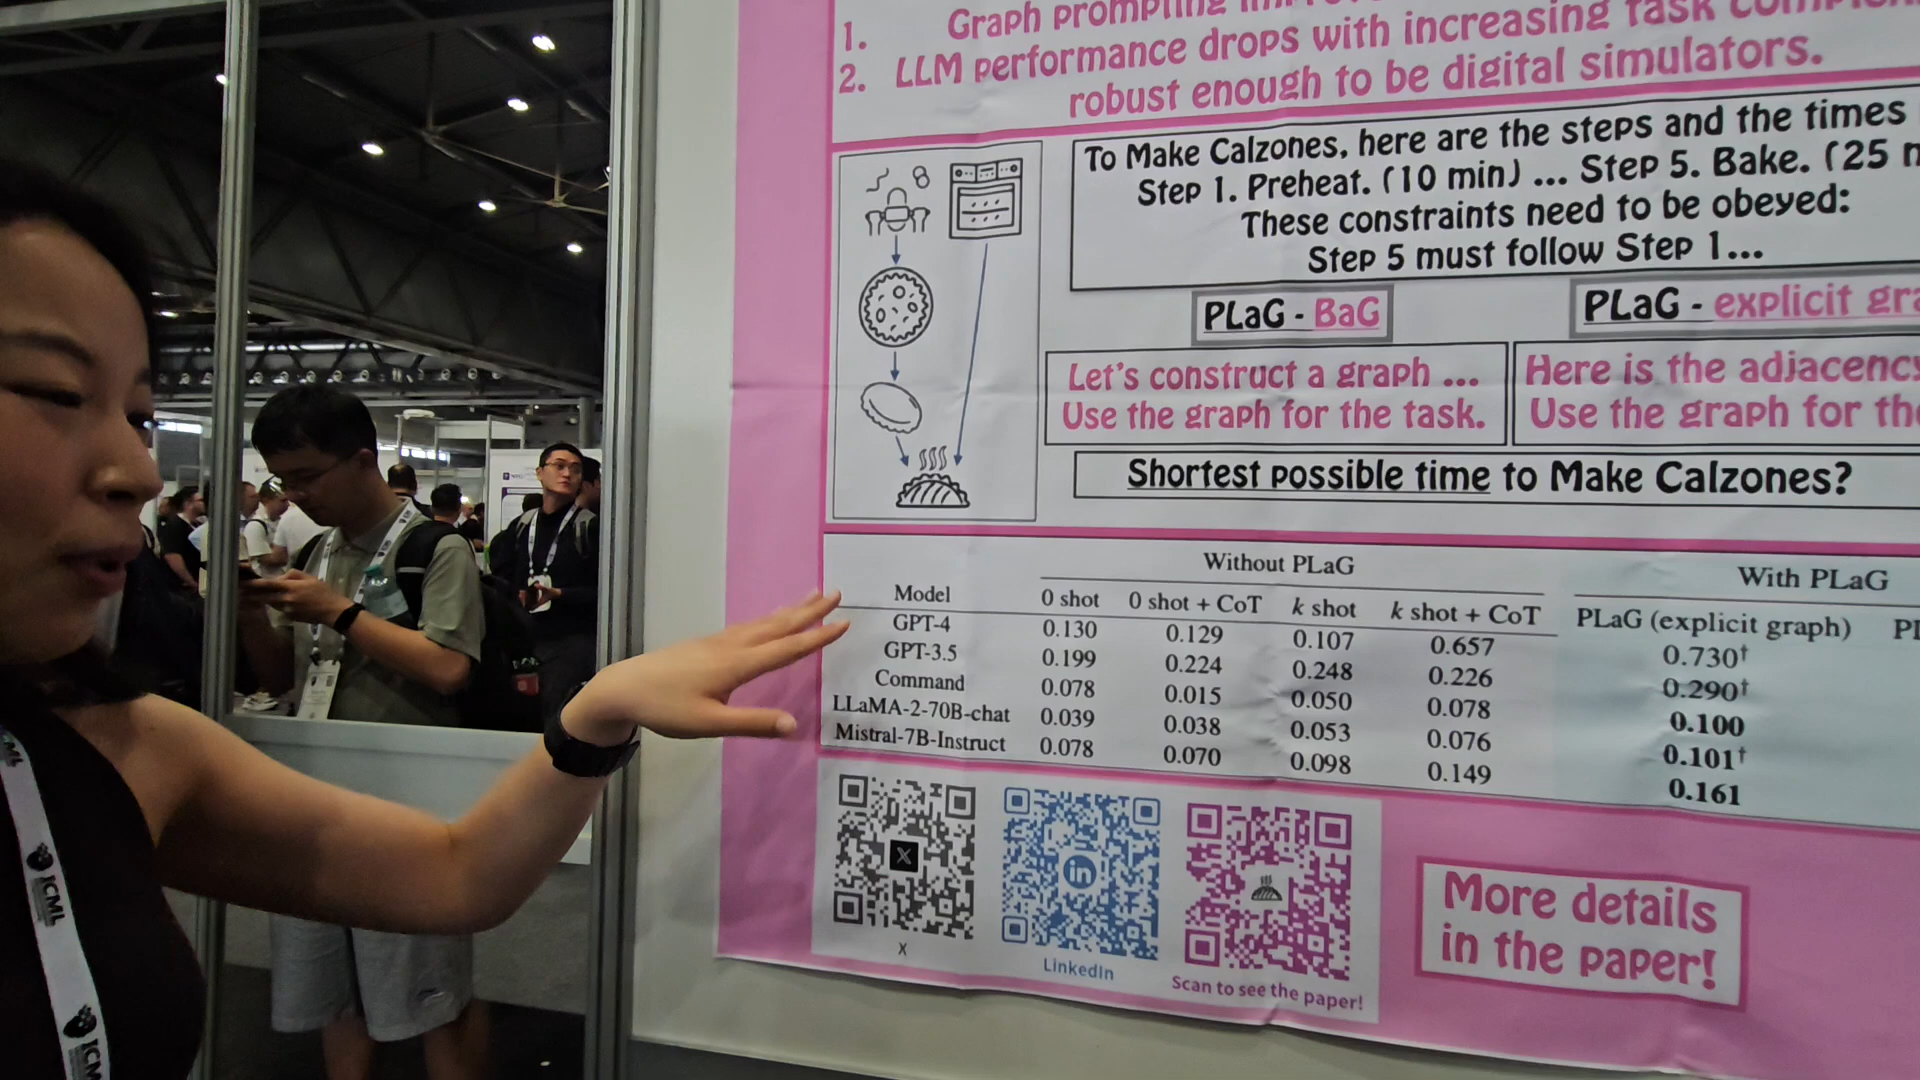 1. Graph prompting
2. LLM performance drops with increasing task
robust enough to be digital simulators.
To Make Calzones, here are the steps and the times
Step 1. Preheat. (10 min) ... Step 5. Bake. (25
These constraints need to be obeyed:
Step 5 must follow Step 1...
PLaG - BaG
PLaG - explicit gra
Let's construct a graph ...
Use the graph for the task.
Here is the adjacency
Use the graph for th
Shortest possible time to Make Calzones?
Without PLaG
With PLaG
Model 0 shot 0 shot + CoT k shot k shot + CoT PLaG (explicit graph) Pl
GPT-4 0.130 0.129 0.107 0.657 0.730†
GPT-3.5 0.199 0.224 0.248 0.226 0.290†
Command 0.078 0.015 0.050 0.078 0.100
LLaMA-2-70B-chat 0.039 0.038 0.053 0.076 0.101†
Mistral-7B-Instruct 0.078 0.070 0.098 0.149 0.161
X
LinkedIn
Scan to see the paper!
More details
in the paper!
ICML
ICM